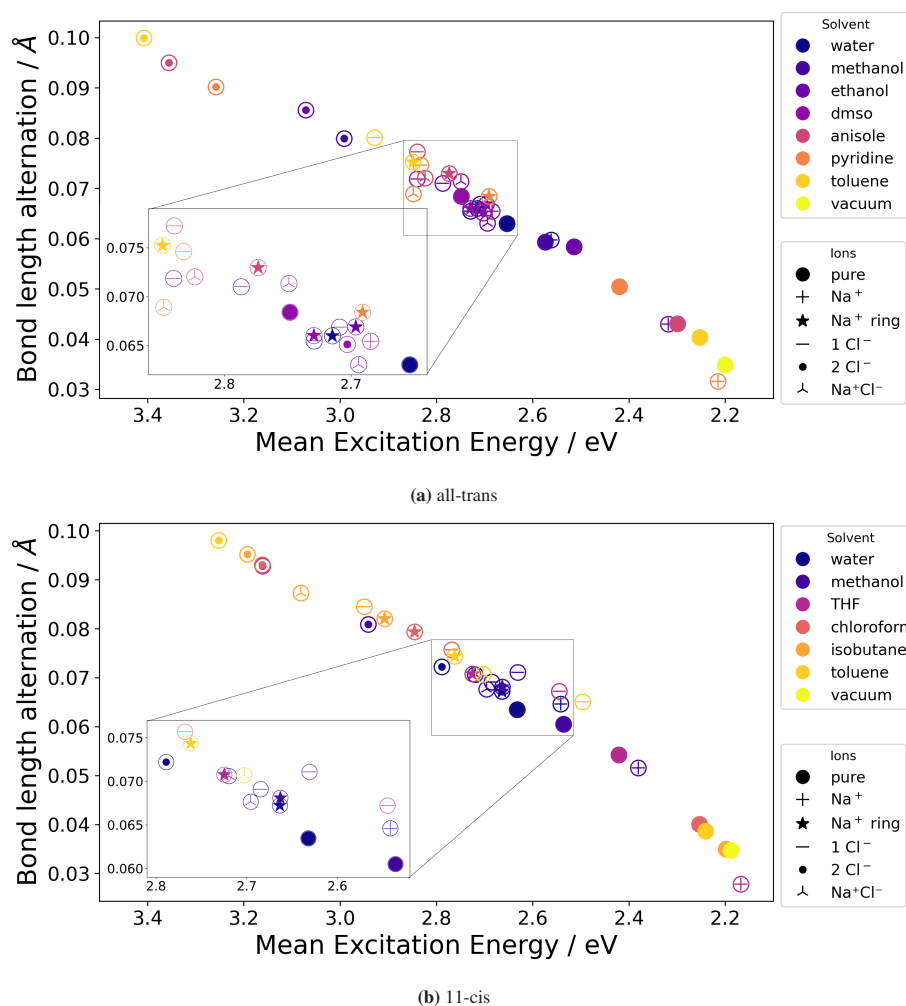 0.10
0.09
0.08
0.07
0.06
0.05
0.04
0.03
Bond length alternation / Å
0.075
0.070
0.065
2.8
2.7
3.4
3.2
3.0
2.8
2.6
2.4
2.2
Mean Excitation Energy / eV
Solvent
water
methanol
ethanol
dmso
anisole
pyridine
toluene
vacuum
Ions
pure
Na⁺
Na⁺ ring
1 Cl⁻
2 Cl⁻
Na⁺Cl⁻
(a) all-trans
0.10
0.09
0.08
0.07
0.06
0.05
0.04
0.03
Bond length alternation / Å
0.075
0.070
0.065
0.060
2.8
2.7
2.6
3.4
3.2
3.0
2.8
2.6
2.4
2.2
Mean Excitation Energy / eV
Solvent
water
methanol
THF
chloroform
isobutane
toluene
vacuum
Ions
pure
Na⁺
Na⁺ ring
1 Cl⁻
2 Cl⁻
Na⁺Cl⁻
(b) 11-cis